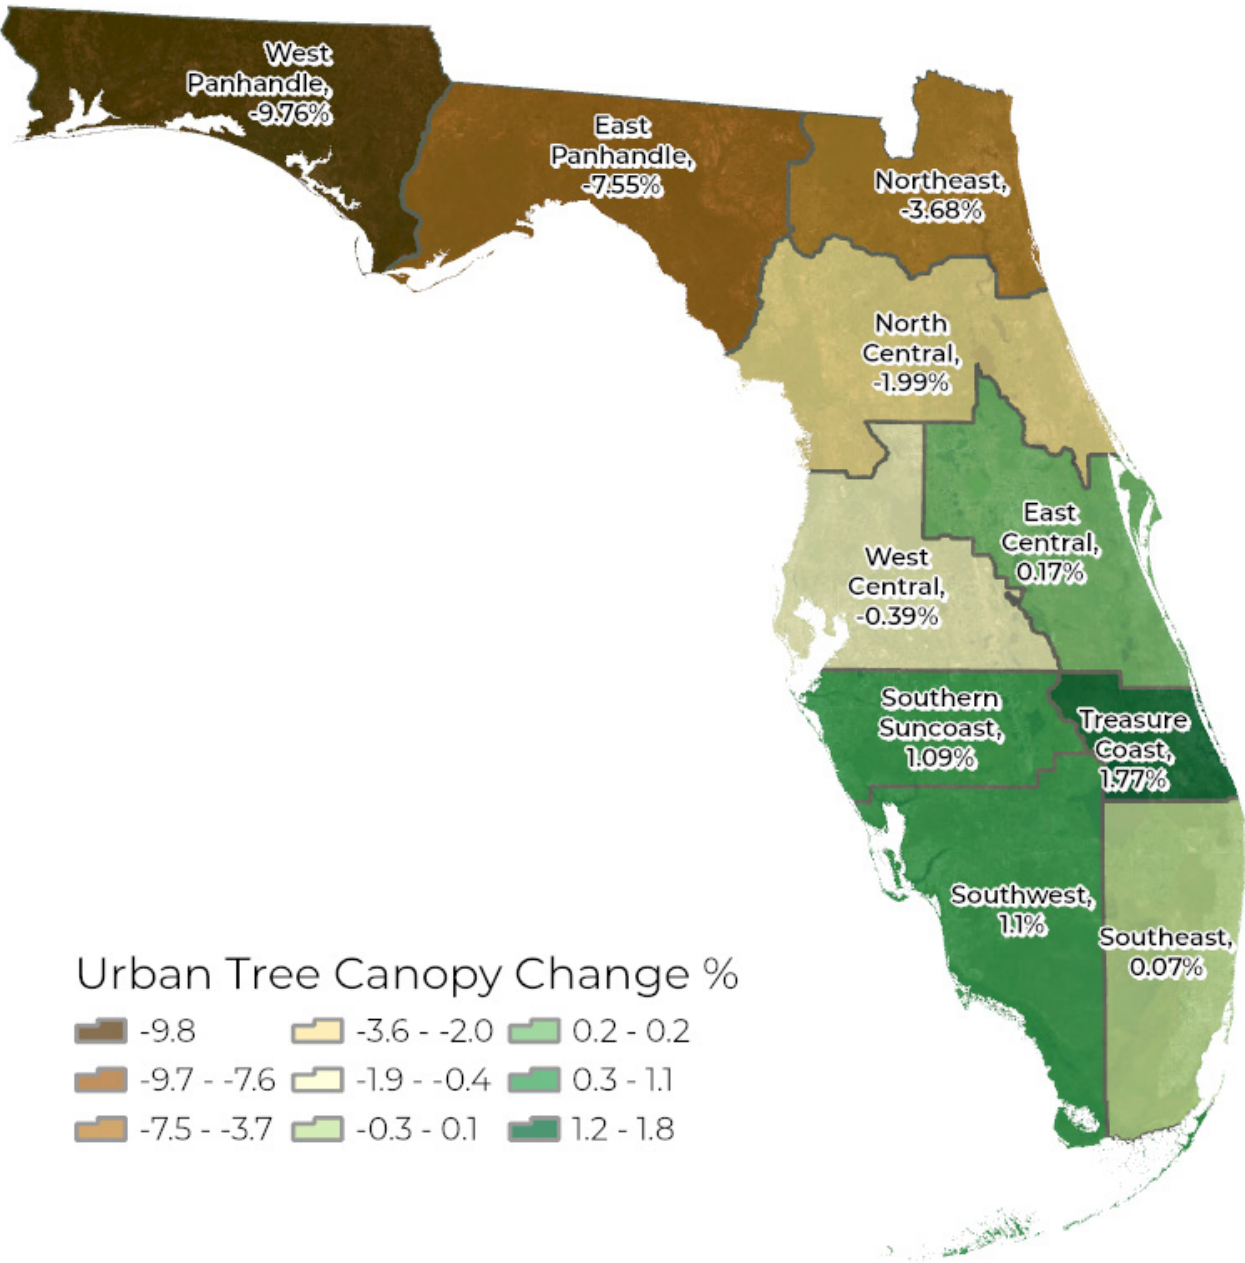 West
Panhandle,
-9.76%
East
Panhandle,
-7.55%
Northeast,
-3.68%
North
Central,
-1.99%
East
Central,
0.17%
West
Central,
-0.39%
Southern
Suncoast,
1.09%
Treasure
Coast,
1.77%
Southwest,
1.1%
Southeast,
0.07%
Urban Tree Canopy Change %
-9.8
-9.7 - -7.6
-7.5 - -3.7
-3.6 - -2.0
-1.9 - -0.4
-0.3 - 0.1
0.2 - 0.2
0.3 - 1.1
1.2 - 1.8